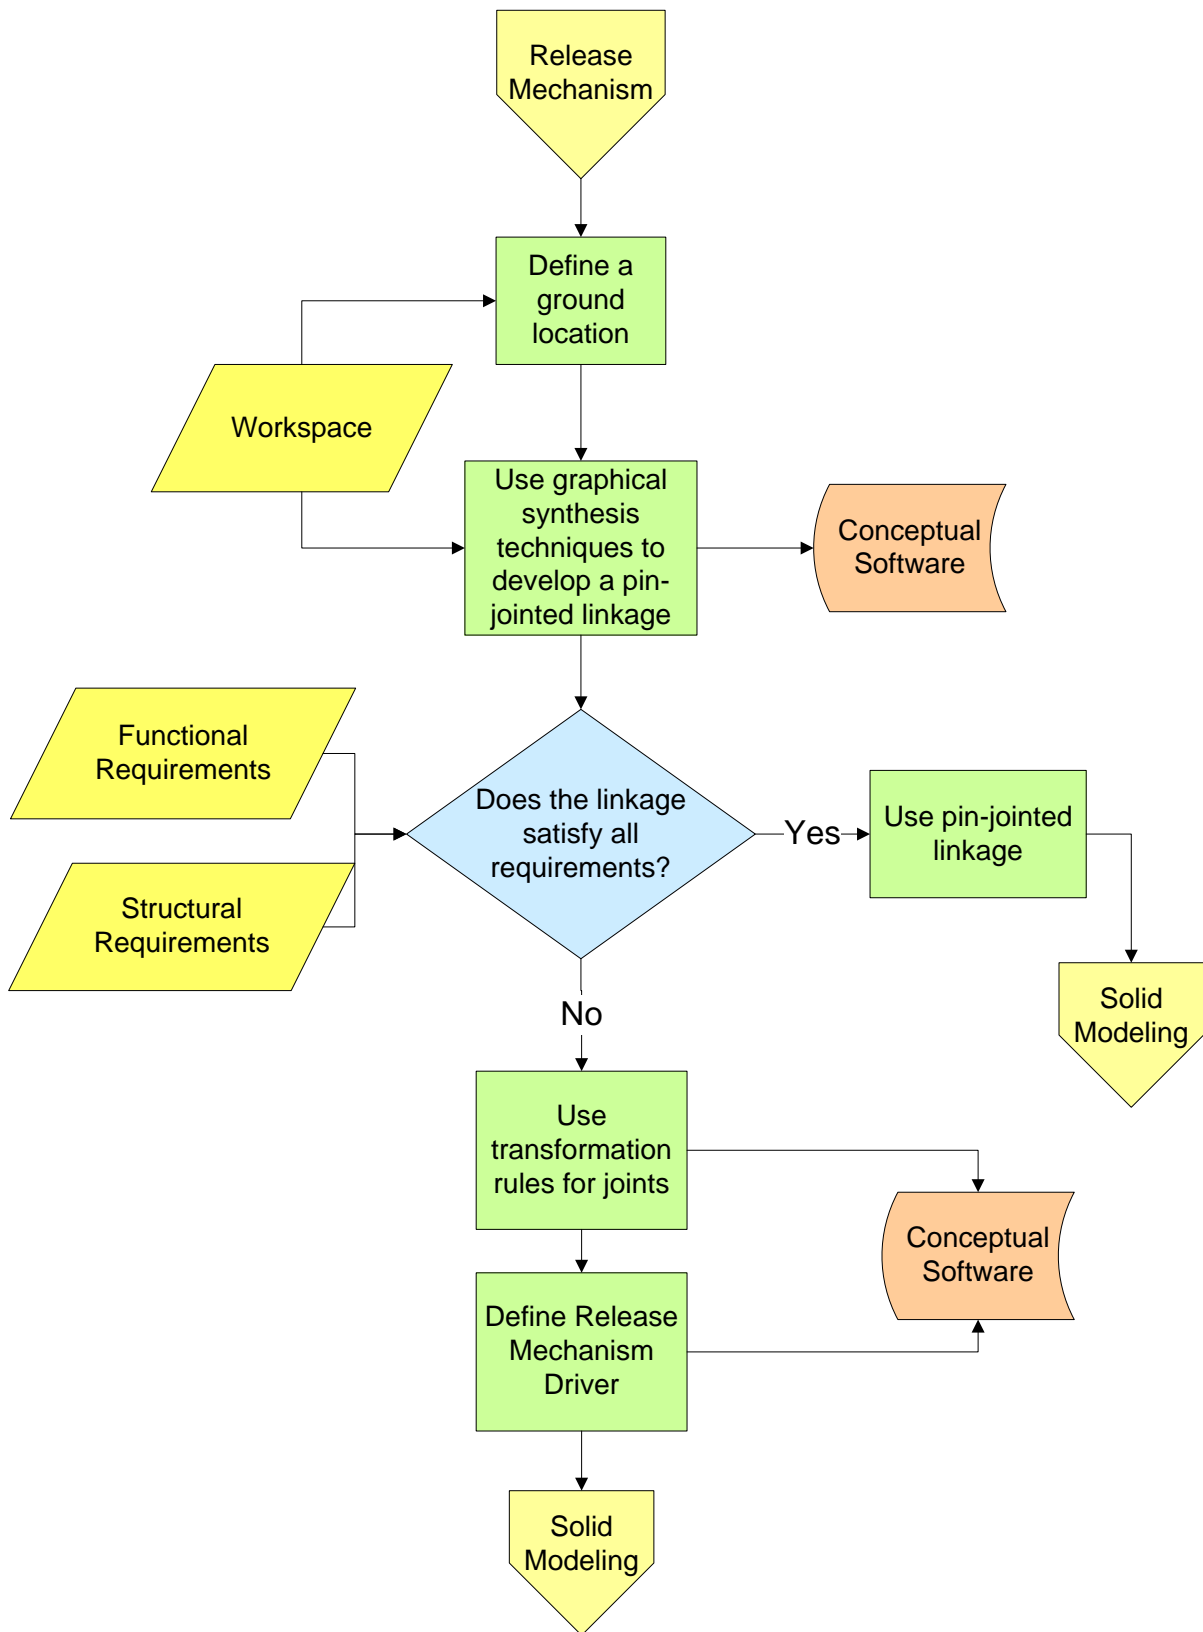 Release
Mechanism
Define a
ground
location
Workspace
Use graphical
synthesis
techniques to
develop a pin-
jointed linkage
Conceptual
Software
Functional
Requirements
Does the linkage
satisfy all
requirements?
Yes
Use pin-jointed
linkage
Structural
Requirements
No
Solid
Modeling
Use
transformation
rules for joints
Conceptual
Software
Define Release
Mechanism
Driver
Solid
Modeling